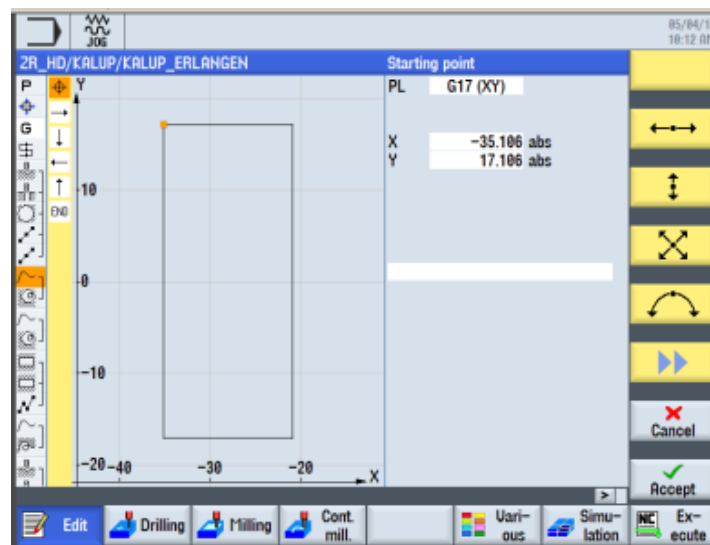 JOG
05/04/1
10:12 AM
ZR_HD/KALUP/KALUP_ERLANGEN
Starting point
P
Y
PL G17 (XY)
G
X -35.106 abs
Y 17.106 abs
10
END
0
-10
-20
-40 -30 -20 X
Cancel
Accept
Edit
Drilling
Milling
Cont. mill.
Vari- ous
Simu- lation
NC Ex- ecute